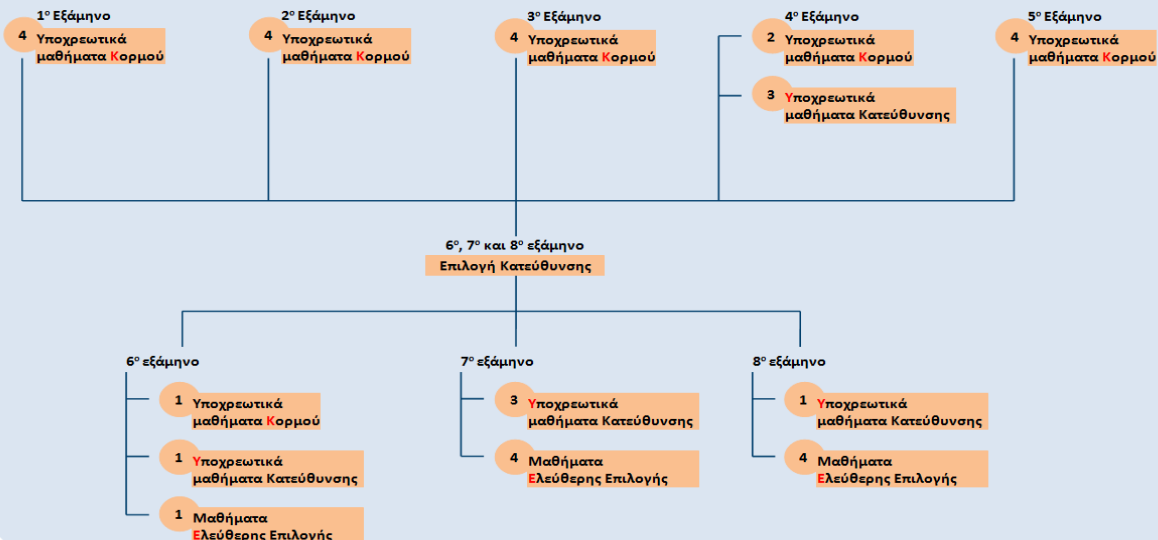 1ο Εξάμηνο
4 Υποχρεωτικά
μαθήματα Κορμού
2ο Εξάμηνο
4 Υποχρεωτικά
μαθήματα Κορμού
3ο Εξάμηνο
4 Υποχρεωτικά
μαθήματα Κορμού
4ο Εξάμηνο
2 Υποχρεωτικά
μαθήματα Κορμού
3 Υποχρεωτικά
μαθήματα Κατεύθυνσης
5ο Εξάμηνο
4 Υποχρεωτικά
μαθήματα Κορμού
6ο, 7ο και 8ο εξάμηνο
Επιλογή Κατεύθυνσης
6ο εξάμηνο
1 Υποχρεωτικά
μαθήματα Κορμού
1 Υποχρεωτικά
μαθήματα Κατεύθυνσης
1 Μαθήματα
Ελεύθερης Επιλογής
7ο εξάμηνο
3 Υποχρεωτικά
μαθήματα Κατεύθυνσης
4 Μαθήματα
Ελεύθερης Επιλογής
8ο εξάμηνο
1 Υποχρεωτικά
μαθήματα Κατεύθυνσης
4 Μαθήματα
Ελεύθερης Επιλογής